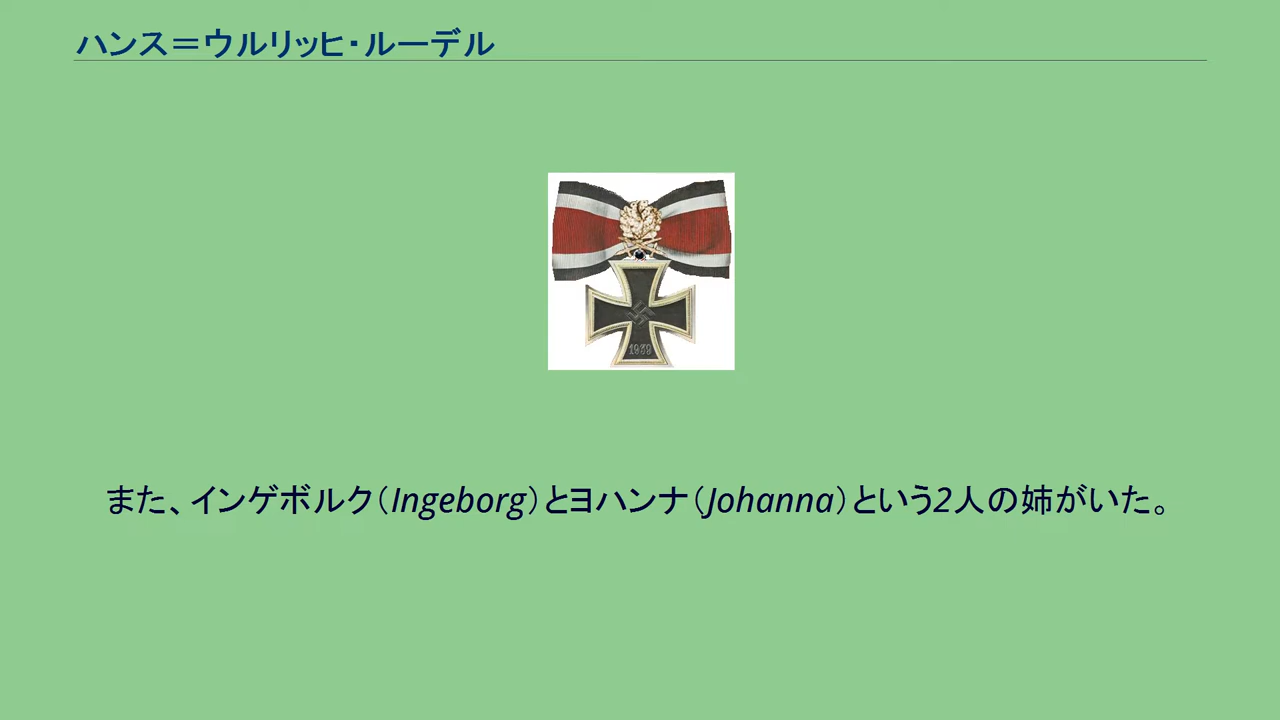 ハンス＝ウルリッヒ・ルーデル
1939
また、インゲボルク（Ingeborg）とヨハンナ（Johanna）という2人の姉がいた。